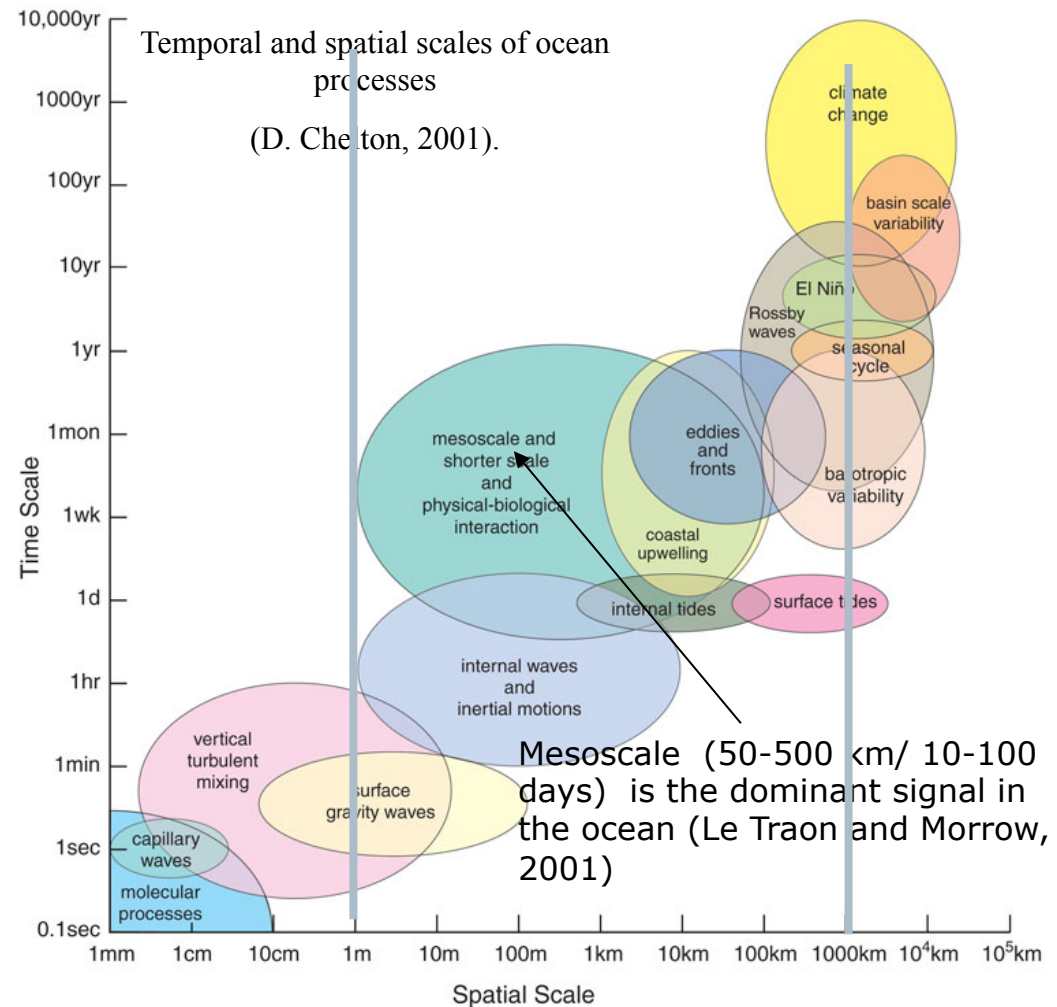 Temporal and spatial scales of ocean
processes
(D. Chelton, 2001).
10,000yr
1000yr
100yr
10yr
1yr
1mon
1wk
1d
1hr
1min
1sec
0.1sec
Time Scale
climate
change
basin scale
variability
El Niño
Rossby
waves
seasonal
cycle
mesoscale and
shorter scale
and
physical-biological
interaction
eddies
and
fronts
barotropic
variability
coastal
upwelling
internal tides
surface tides
internal waves
and
inertial motions
vertical
turbulent
mixing
surface
gravity waves
capillary
waves
molecular
processes
Mesoscale (50-500 km/ 10-100
days) is the dominant signal in
the ocean (Le Traon and Morrow,
2001)
1mm 1cm 10cm 1m 10m 100m 1km 10km 100km 1000km 10⁴km 10⁵km
Spatial Scale